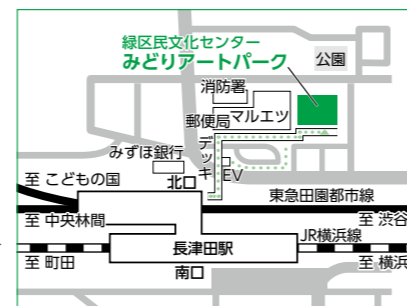 緑区民文化センター
みどりアートパーク
公園
消防署
郵便局
マルエツ
デッキ
みずほ銀行
EV
北口
至 こどもの国
東急田園都市線
至 中央林間
至 渋谷
長津田駅
JR横浜線
至 町田
至 横浜
南口